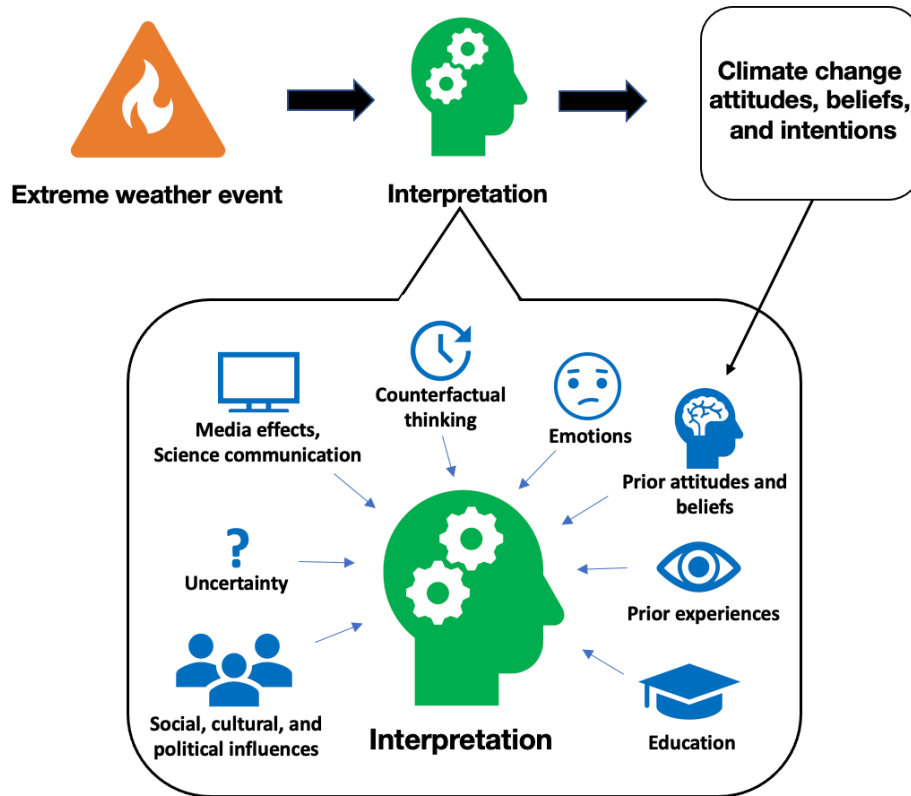 Extreme weather event
Interpretation
Climate change
attitudes, beliefs,
and intentions
Media effects,
Science communication
Counterfactual
thinking
Emotions
Prior attitudes and
beliefs
?
Uncertainty
Prior experiences
Social, cultural, and
political influences
Interpretation
Education